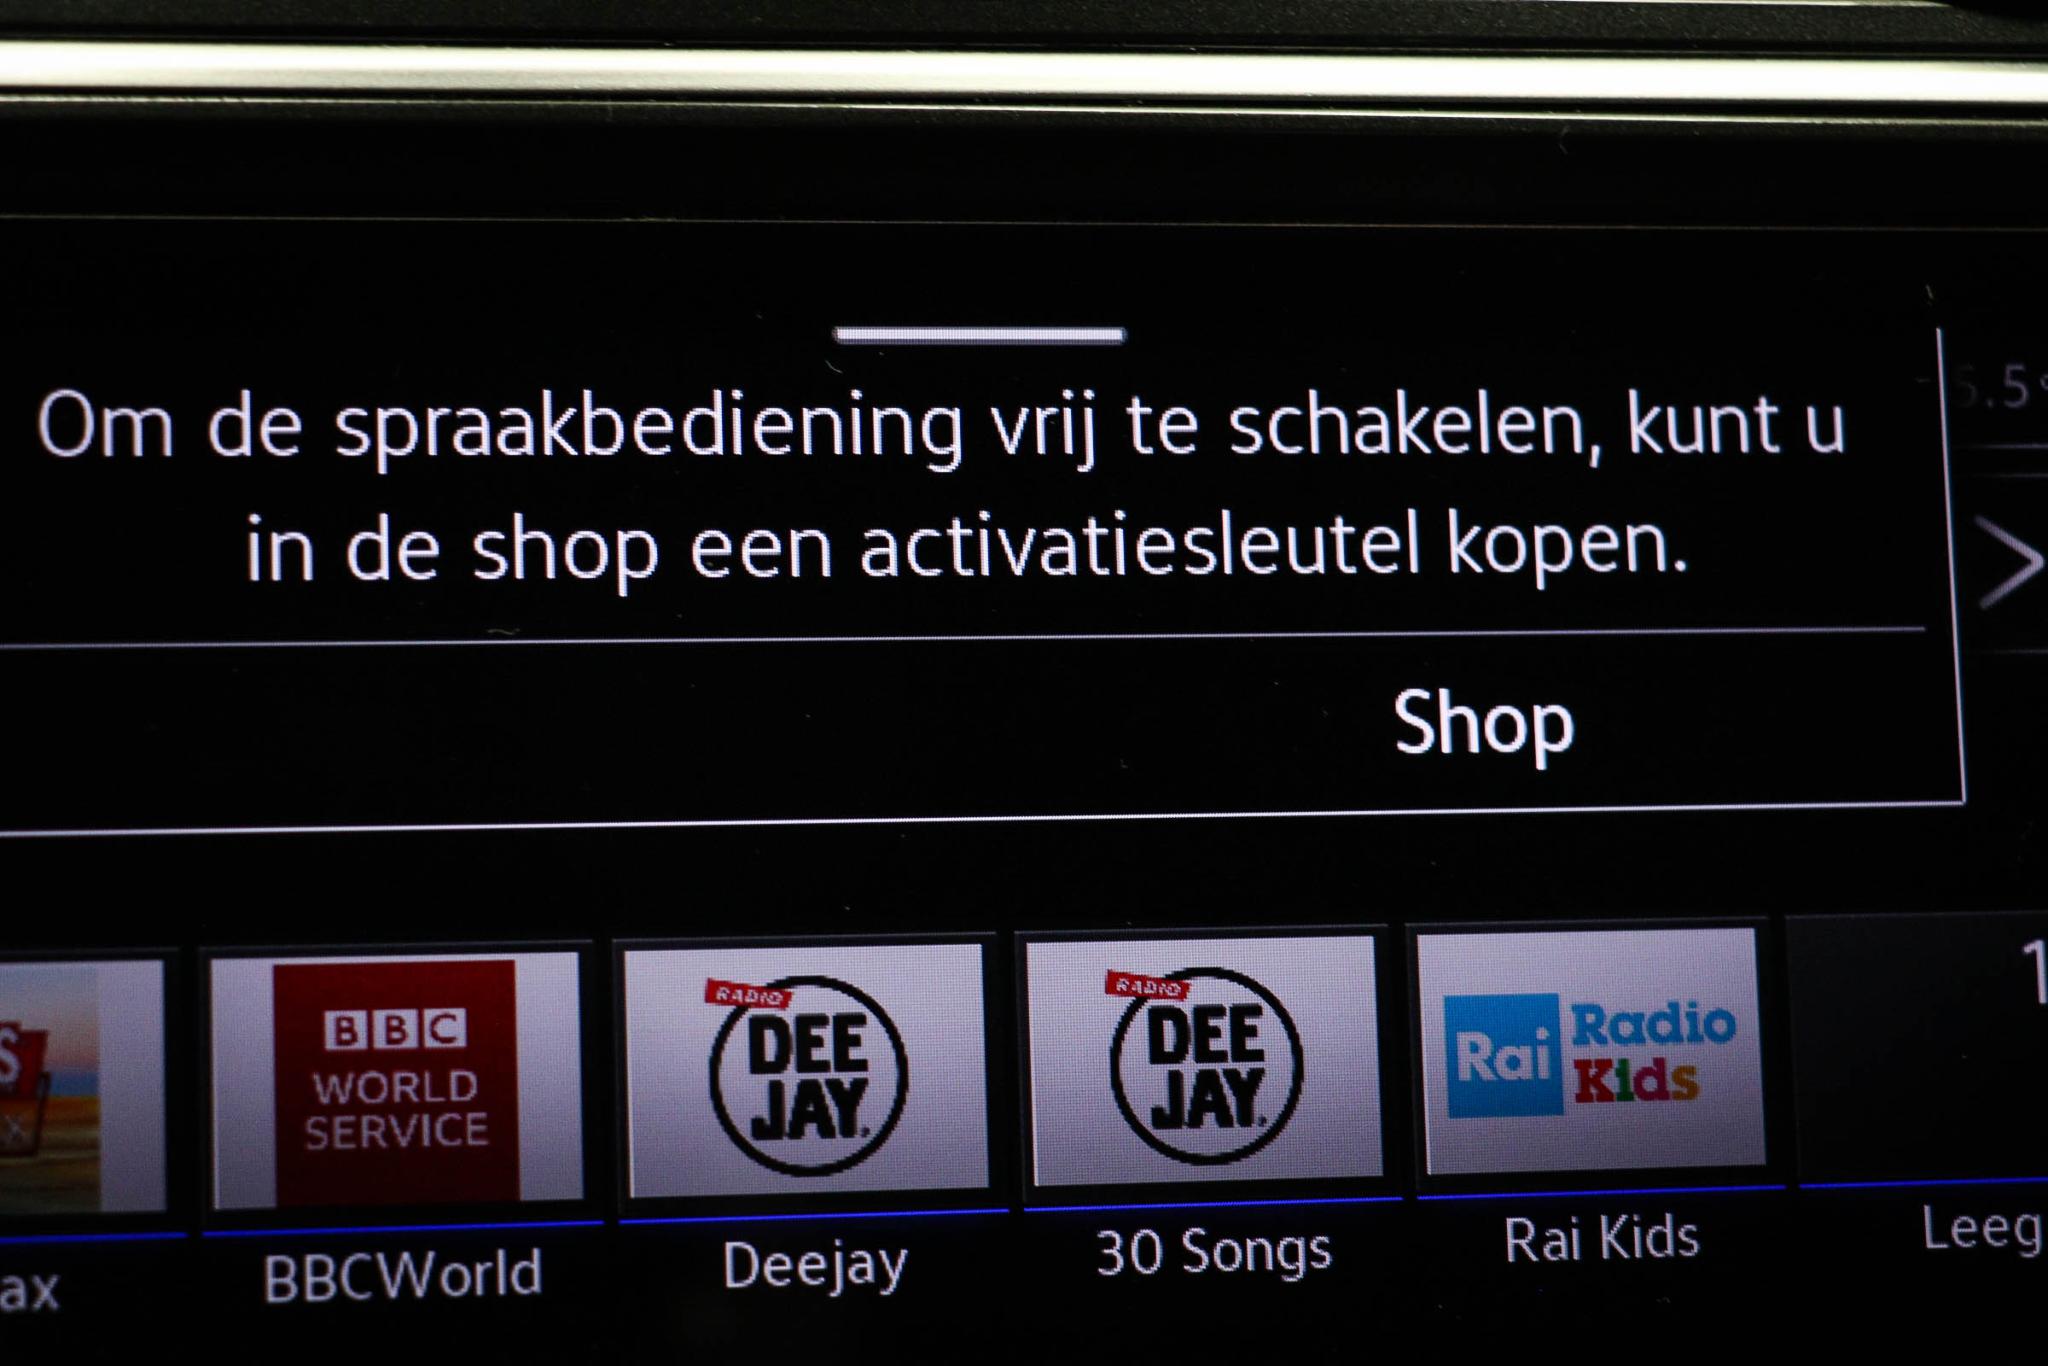 Om de spraakbediening vrij te schakelen, kunt u
in de shop een activatiesleutel kopen.
Shop
BBC
WORLD
SERVICE
RADIO
DEE
JAY.
RADIO
DEE
JAY.
Rai Radio
Kids
BBCWorld
Deejay
30 Songs
Rai Kids
Leeg